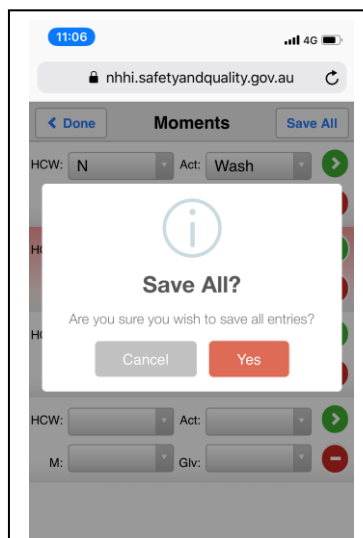 11:06 4G
nhhi.safetyandquality.gov.au
Done Moments Save All
HCW: N Act: Wash
Save All?
Are you sure you wish to save all entries?
Cancel Yes
HCW: Act:
M: Glv: